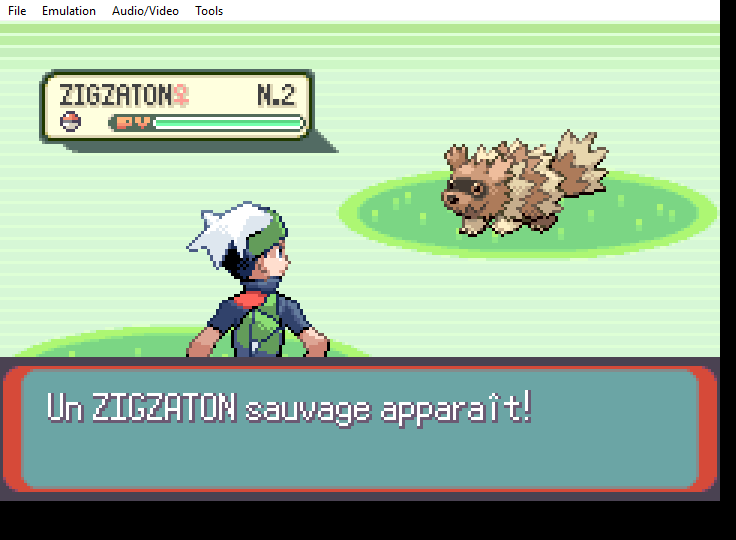 File Emulation Audio/Video Tools
ZIGZATON♀ N.2
PV
Un ZIGZATON sauvage apparaît!